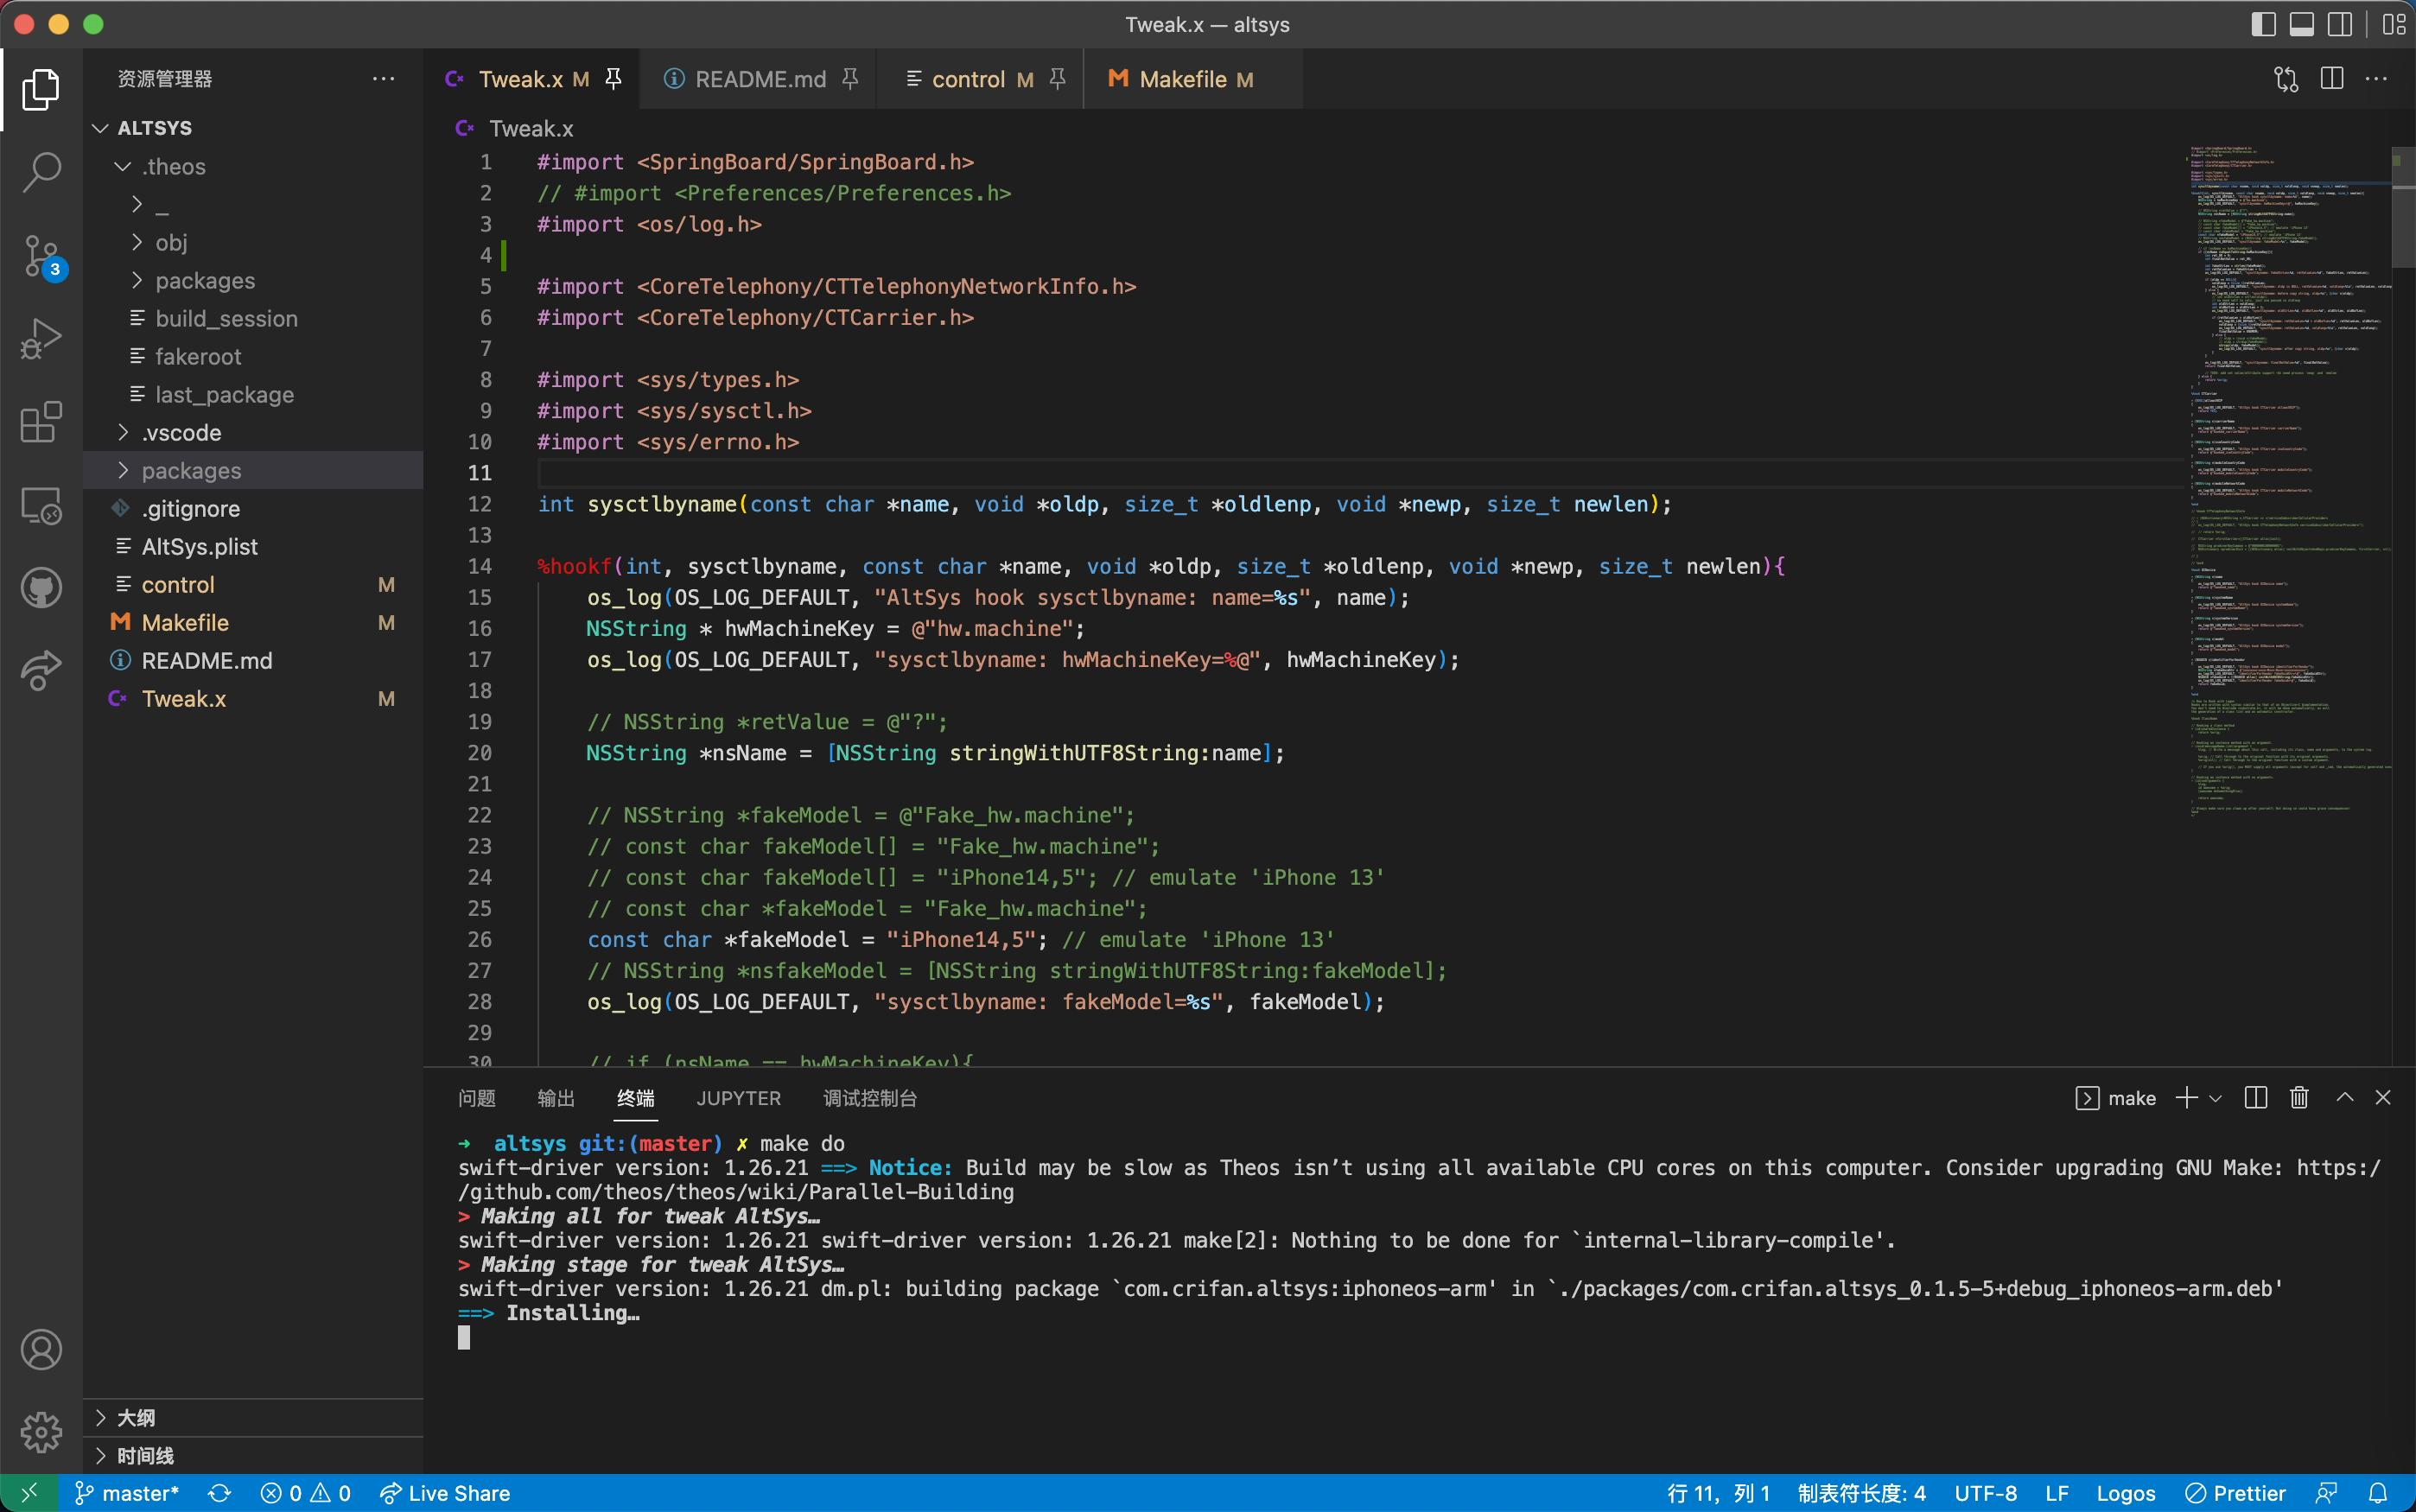 Tweak.x — altsys
资源管理器
ALTSYS
.theos
_
obj
packages
build_session
fakeroot
last_package
.vscode
packages
.gitignore
AltSys.plist
control M
Makefile M
README.md
Tweak.x M
大纲
时间线
3
Tweak.x M
README.md
control M
Makefile M
Tweak.x
1 #import <SpringBoard/SpringBoard.h>
2 // #import <Preferences/Preferences.h>
3 #import <os/log.h>
4
5 #import <CoreTelephony/CTTelephonyNetworkInfo.h>
6 #import <CoreTelephony/CTCarrier.h>
7
8 #import <sys/types.h>
9 #import <sys/sysctl.h>
10 #import <sys/errno.h>
11
12 int sysctlbyname(const char *name, void *oldp, size_t *oldlenp, void *newp, size_t newlen);
13
14 %hookf(int, sysctlbyname, const char *name, void *oldp, size_t *oldlenp, void *newp, size_t newlen){
15 os_log(OS_LOG_DEFAULT, "AltSys hook sysctlbyname: name=%s", name);
16 NSString * hwMachineKey = @"hw.machine";
17 os_log(OS_LOG_DEFAULT, "sysctlbyname: hwMachineKey=%@", hwMachineKey);
18
19 // NSString *retValue = @"?";
20 NSString *nsName = [NSString stringWithUTF8String:name];
21
22 // NSString *fakeModel = @"Fake_hw.machine";
23 // const char fakeModel[] = "Fake_hw.machine";
24 // const char fakeModel[] = "iPhone14,5"; // emulate 'iPhone 13'
25 // const char *fakeModel = "Fake_hw.machine";
26 const char *fakeModel = "iPhone14,5"; // emulate 'iPhone 13'
27 // NSString *nsfakeModel = [NSString stringWithUTF8String:fakeModel];
28 os_log(OS_LOG_DEFAULT, "sysctlbyname: fakeModel=%s", fakeModel);
29
30 // if (nsName == hwMachineKey){
问题 输出 终端 JUPYTER 调试控制台
make
➜ altsys git:(master) ✗ make do
swift-driver version: 1.26.21 ==> Notice: Build may be slow as Theos isn’t using all available CPU cores on this computer. Consider upgrading GNU Make: https:/
/github.com/theos/theos/wiki/Parallel-Building
> Making all for tweak AltSys…
swift-driver version: 1.26.21 swift-driver version: 1.26.21 make[2]: Nothing to be done for `internal-library-compile'.
> Making stage for tweak AltSys…
swift-driver version: 1.26.21 dm.pl: building package `com.crifan.altsys:iphoneos-arm' in `./packages/com.crifan.altsys_0.1.5-5+debug_iphoneos-arm.deb'
==> Installing…
master* 0 0 Live Share
行 11，列 1 制表符长度: 4 UTF-8 LF Logos Prettier